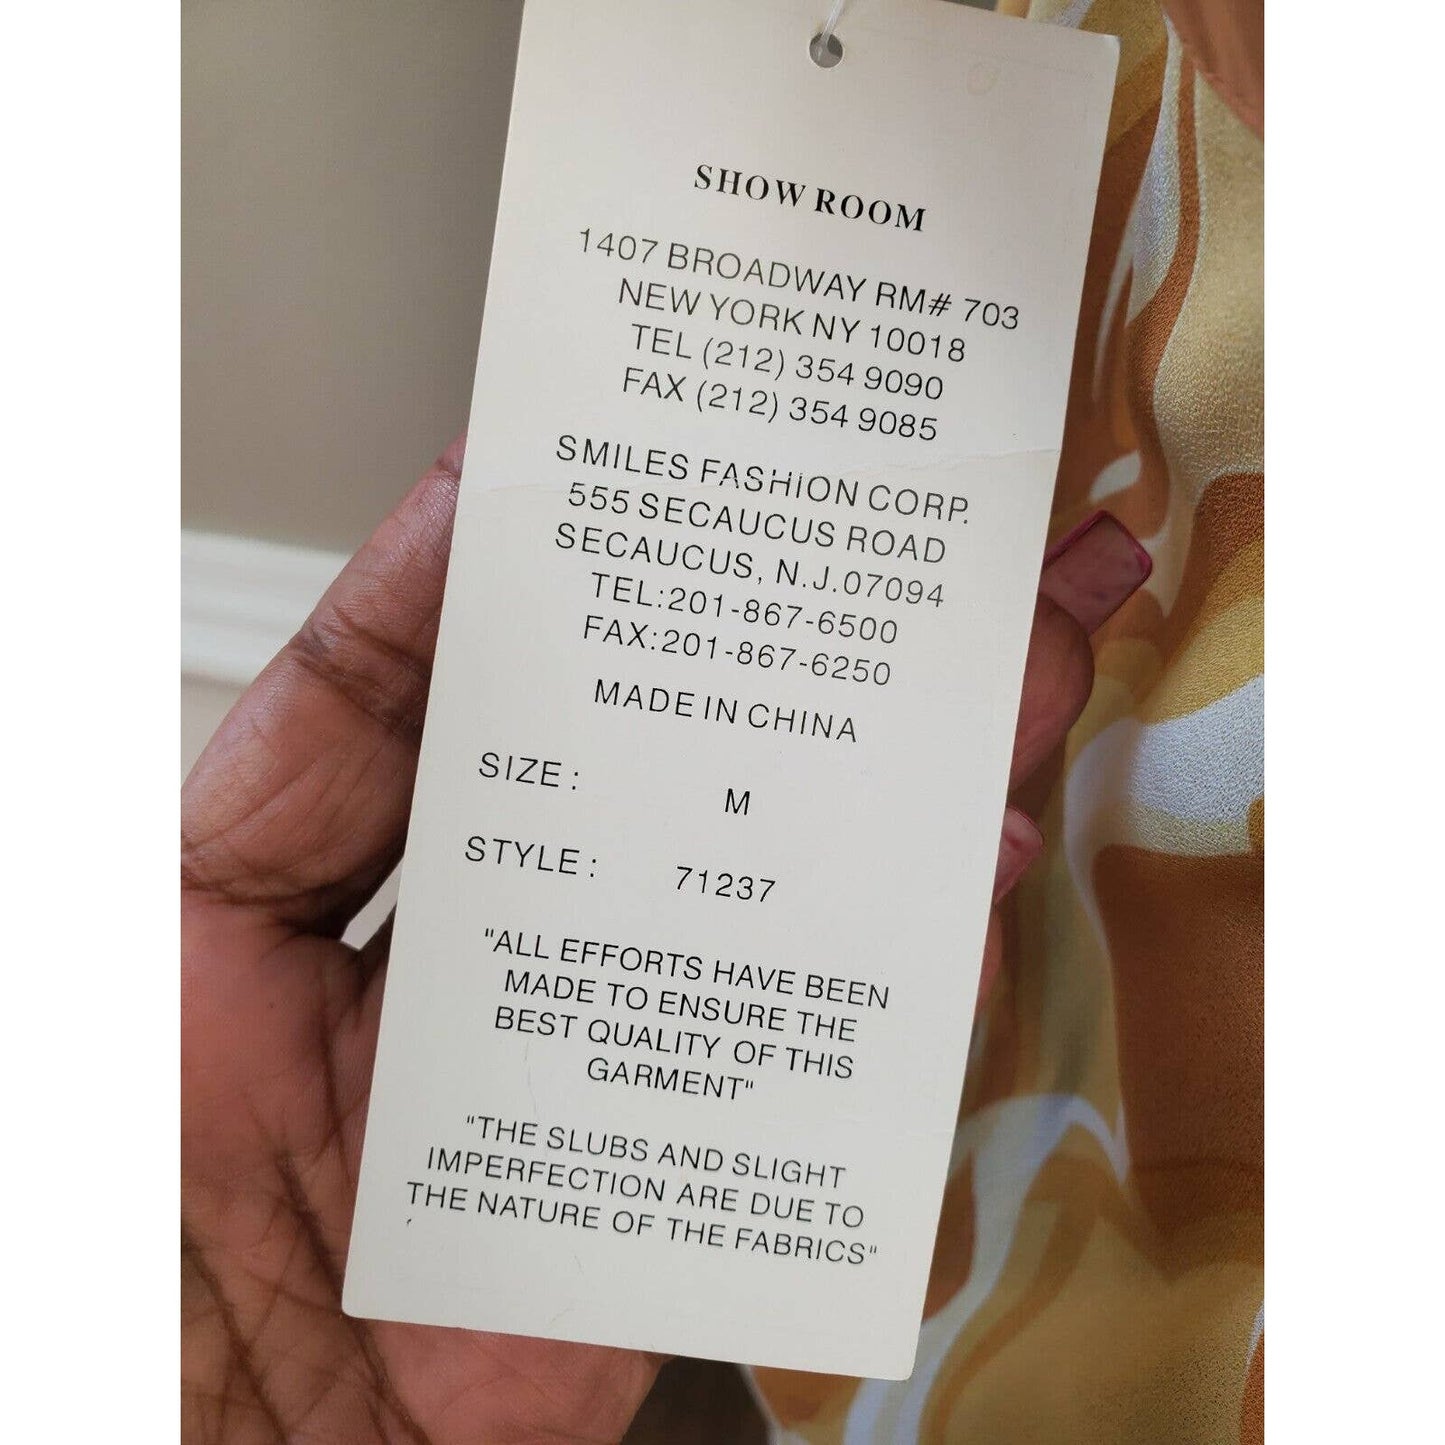 SHOW ROOM
1407 BROADWAY RM# 703
NEW YORK NY 10018
TEL (212) 354 9090
FAX (212) 354 9085
SMILES FASHION CORP.
555 SECAUCUS ROAD
SECAUCUS, N.J.07094
TEL:201-867-6500
FAX:201-867-6250
MADE IN CHINA
SIZE : M
STYLE : 71237
"ALL EFFORTS HAVE BEEN
MADE TO ENSURE THE
BEST QUALITY OF THIS
GARMENT"
"THE SLUBS AND SLIGHT
IMPERFECTION ARE DUE TO
THE NATURE OF THE FABRICS"